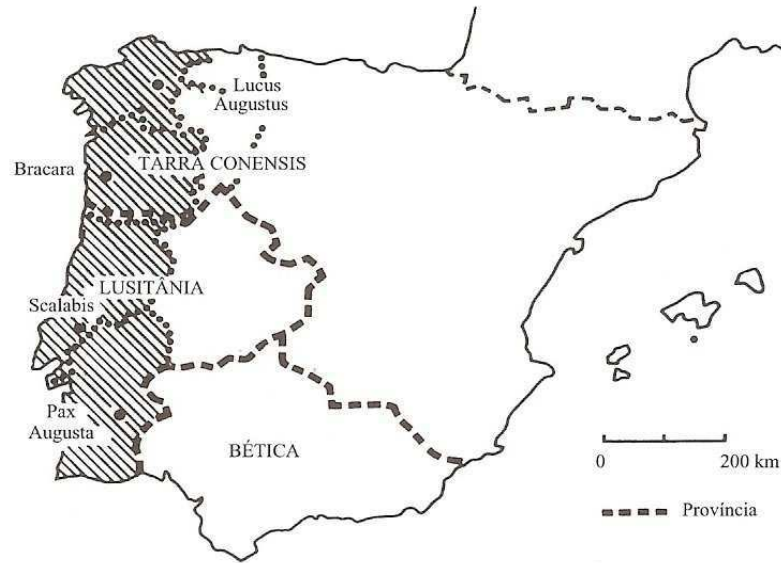 Lucus
Augustus
Bracara
TARRA CONENSIS
LUSITÂNIA
Scalabis
Pax
Augusta
BÉTICA
0 200 km
Província